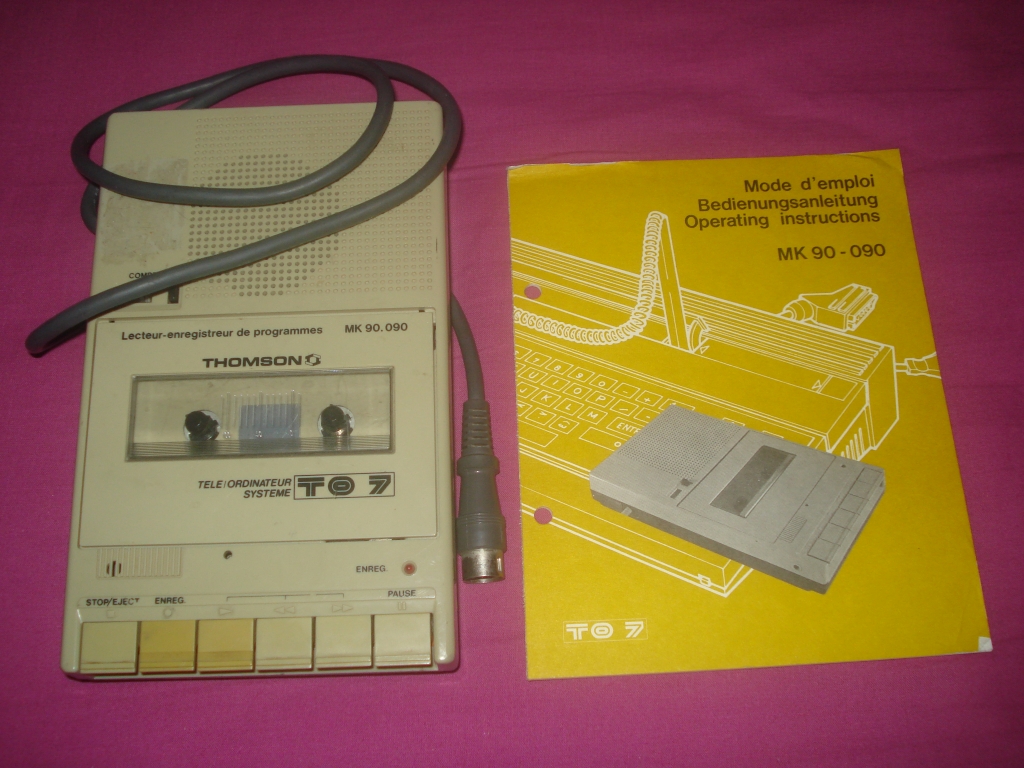 Lecteur-enregistreur de programmes MK 90.090
THOMSON
TELE/ORDINATEUR
SYSTEME TO 7
ENREG.
STOP/EJECT ENREG. PAUSE
Mode d'emploi
Bedienungsanleitung
Operating instructions
MK 90-090
K L M
ENT
TO 7